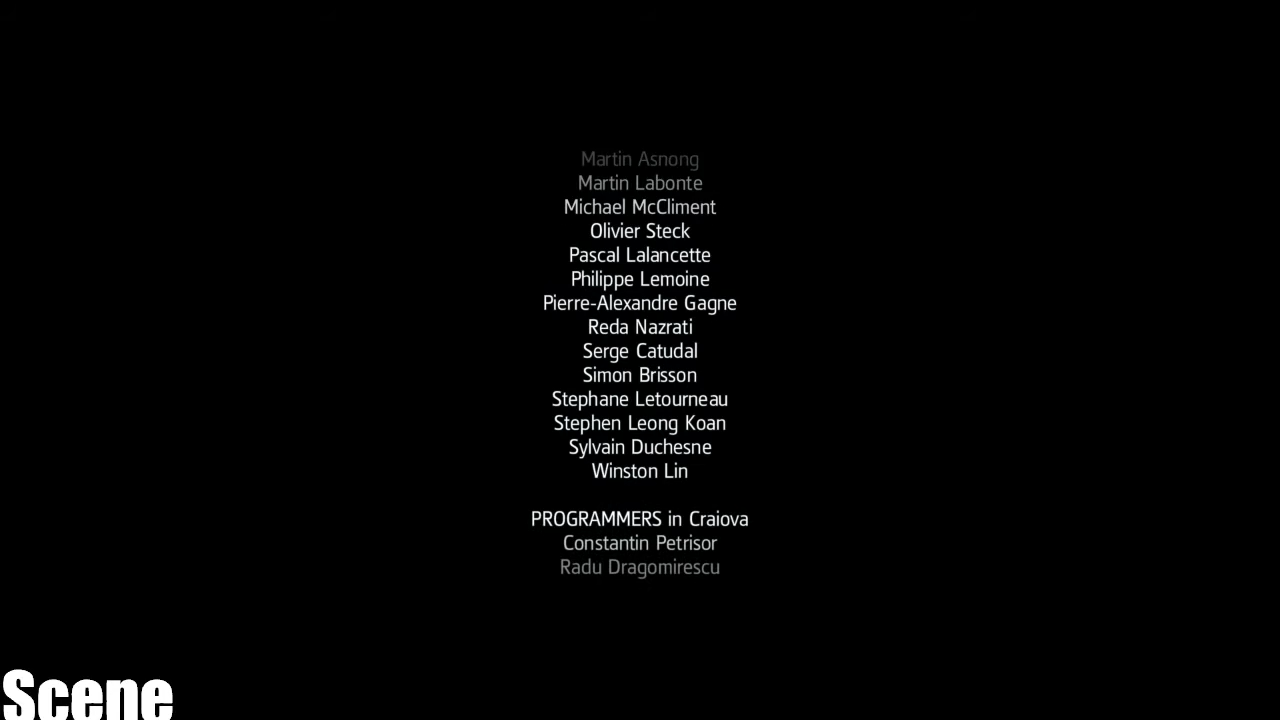 Martin Asnong
Martin Labonte
Michael McCliment
Olivier Steck
Pascal Lalancette
Philippe Lemoine
Pierre-Alexandre Gagne
Reda Nazrati
Serge Catudal
Simon Brisson
Stephane Letourneau
Stephen Leong Koan
Sylvain Duchesne
Winston Lin
PROGRAMMERS in Craiova
Constantin Petrisor
Radu Dragomirescu
Scene